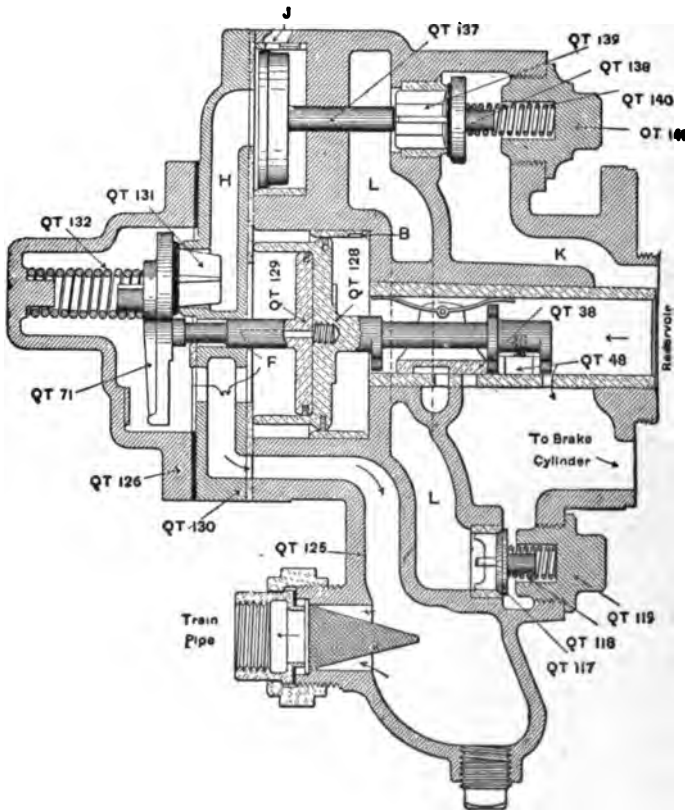 J
QT 137
QT 139
QT 138
QT 140
QT 131
H
L
QT 132
B
K
QT 129
QT 128
QT 38
F
QT 48
Reservoir
QT 71
To Brake
Cylinder
QT 126
QT 130
L
QT 125
Train
Pipe
QT 119
QT 118
QT 117